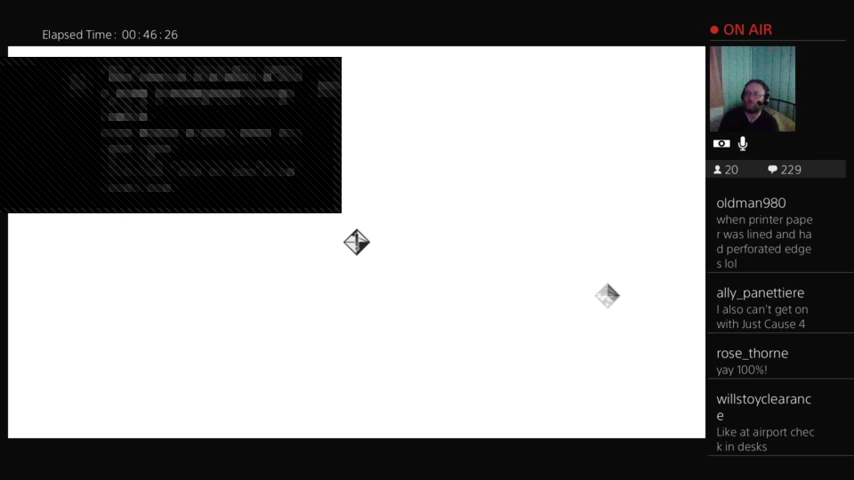 Elapsed Time: 00:46:26
ON AIR
20 229
oldman980
when printer pape
r was lined and ha
d perforated edge
s lol
ally_panettiere
I also can't get on
with Just Cause 4
rose_thorne
yay 100%!
willstoyclearanc
e
Like at airport chec
k in desks